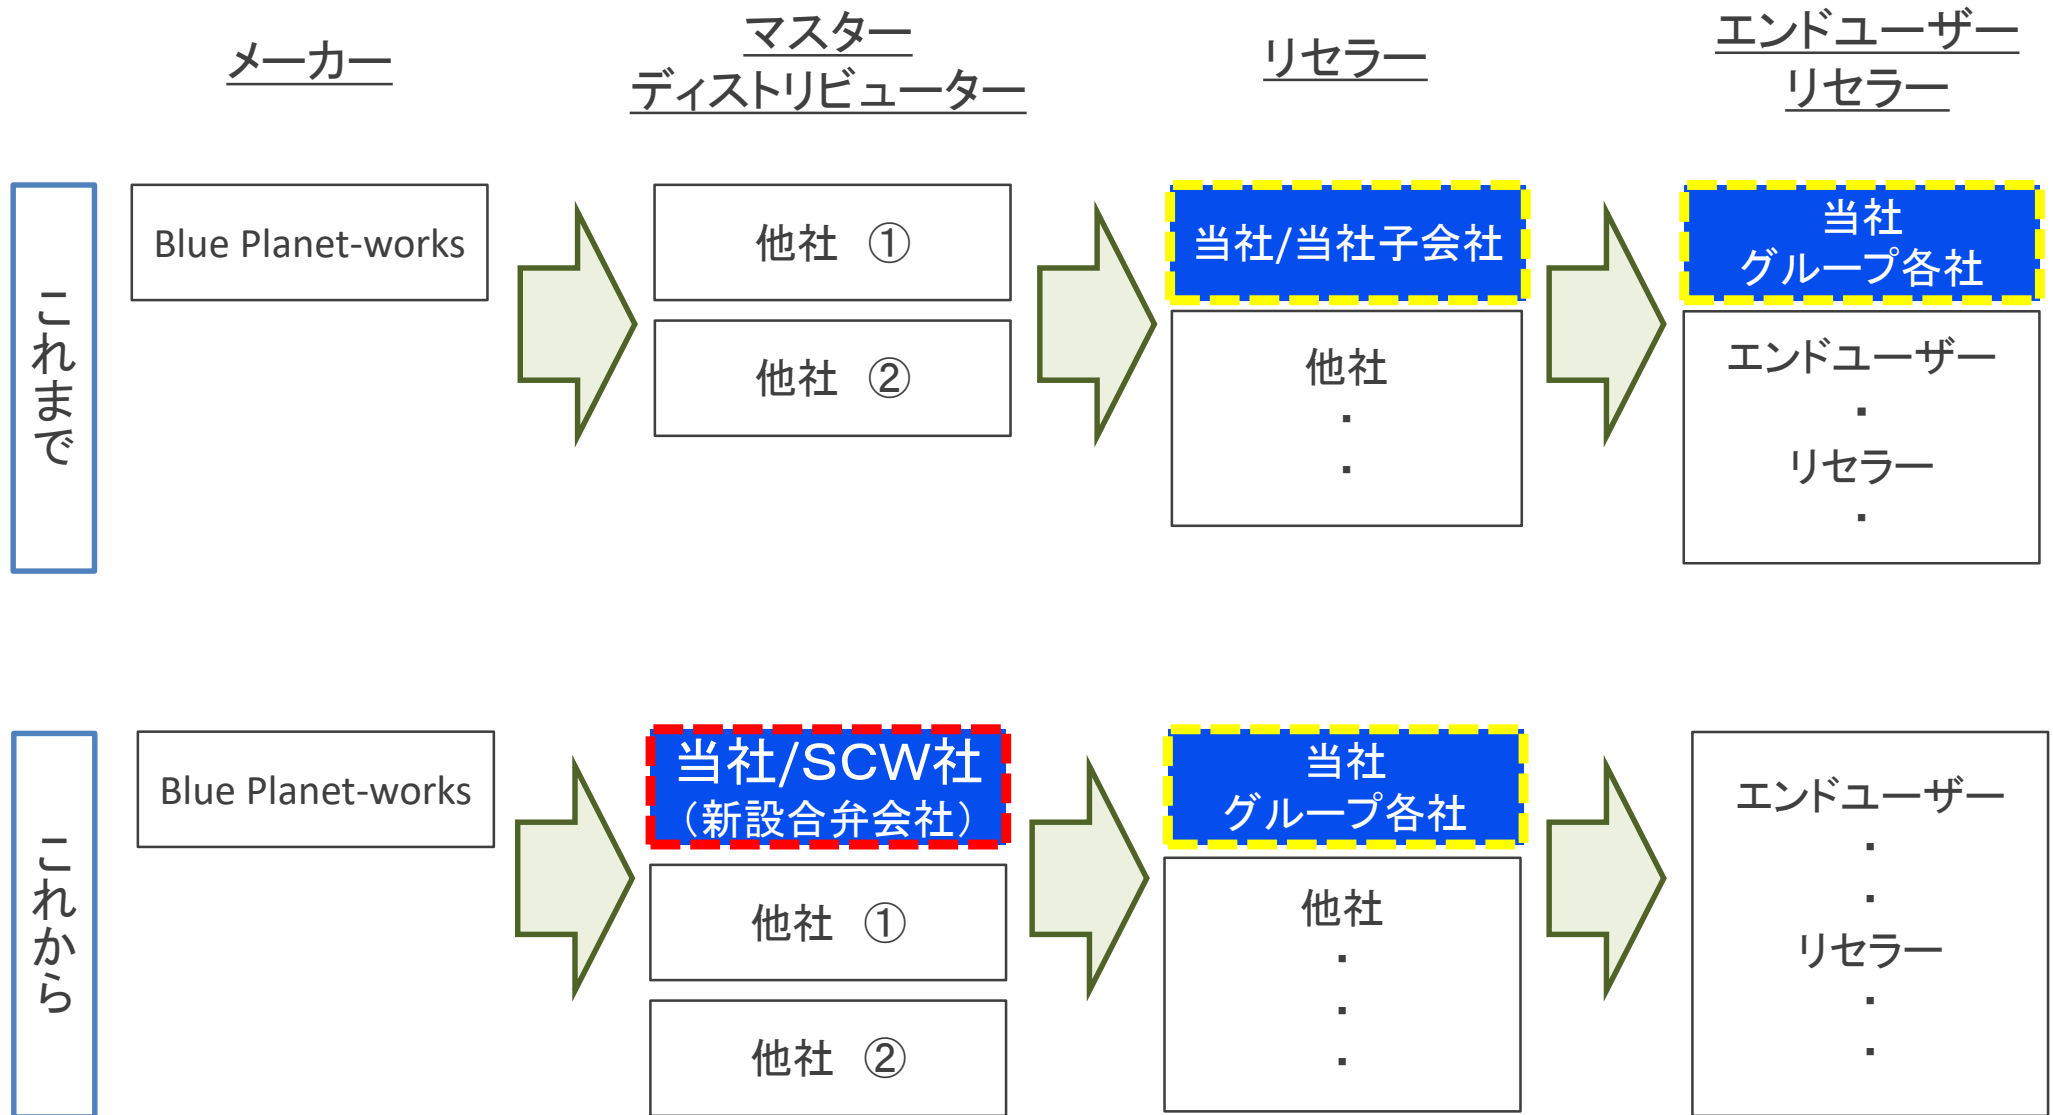 メーカー
マスター
ディストリビューター
リセラー
エンドユーザー
リセラー
これまで
Blue Planet-works
他社 ①
他社 ②
当社/当社子会社
他社
・
・
当社
グループ各社
エンドユーザー
・
リセラー
・
これから
Blue Planet-works
当社/SCW社
（新設合弁会社）
他社 ①
他社 ②
当社
グループ各社
他社
・
・
・
エンドユーザー
・
・
リセラー
・
・